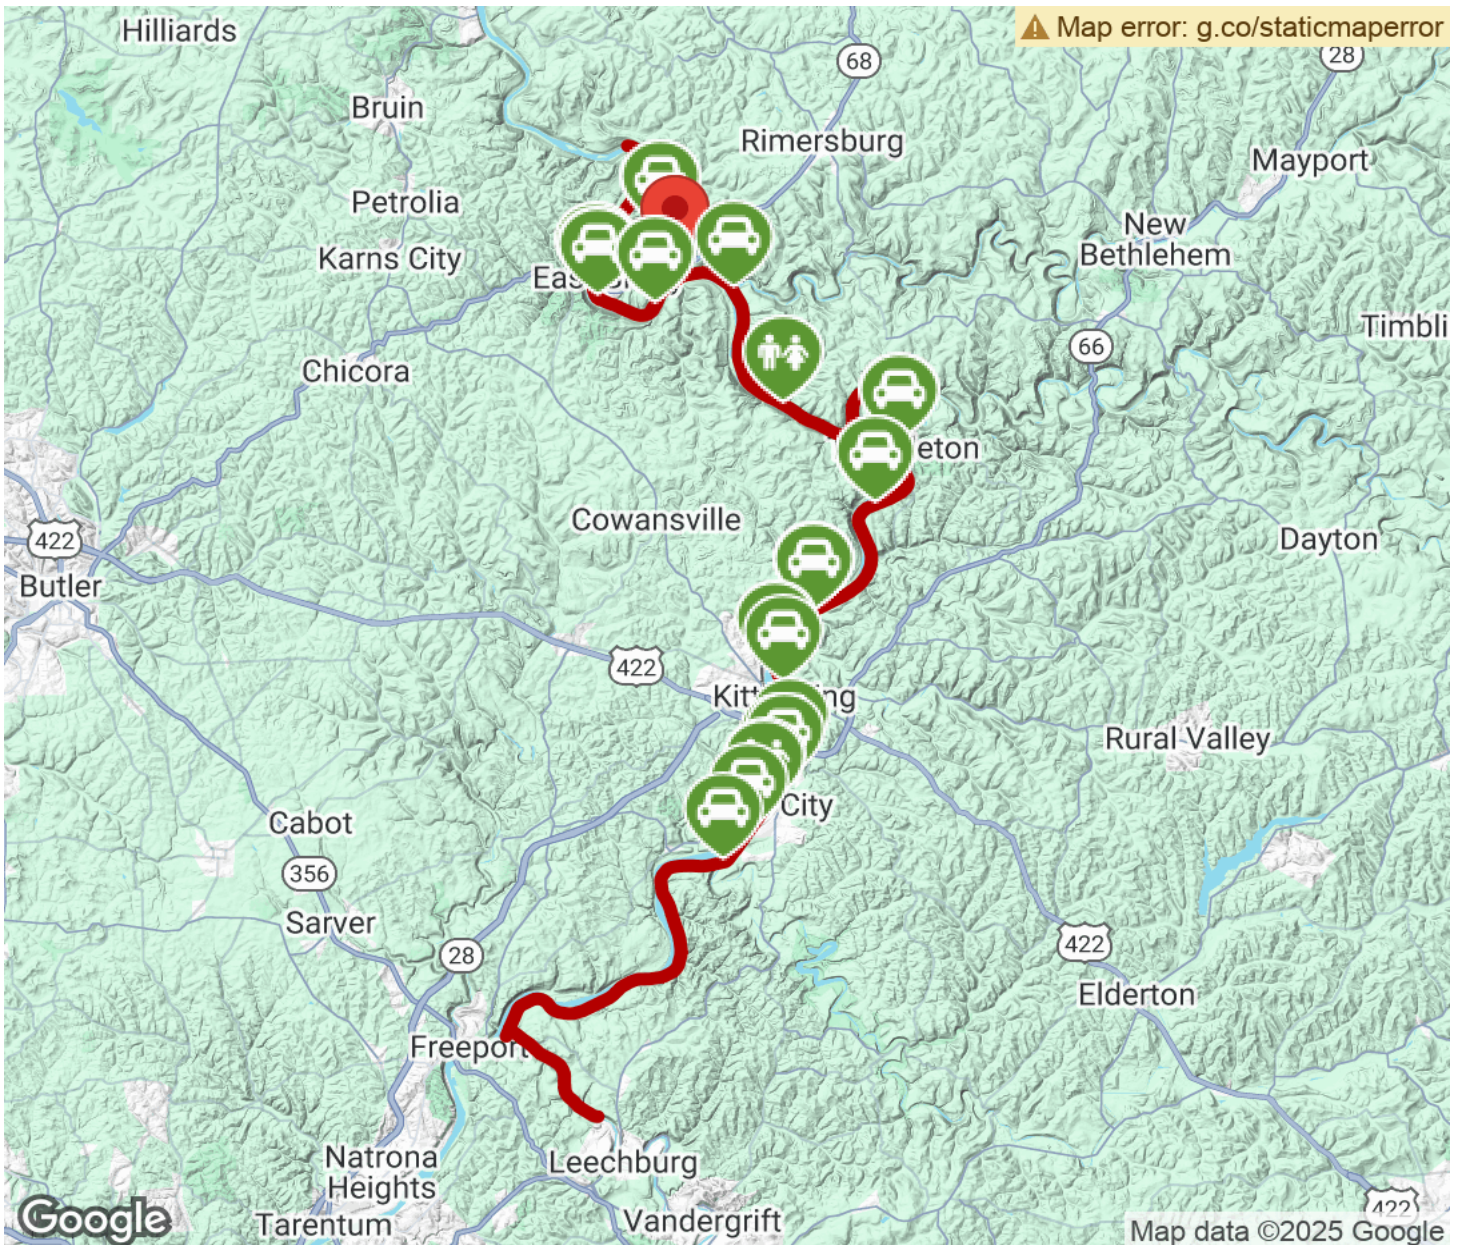 Hilliards
Map error: g.co/staticmaperror
68
28
Bruin
Rimersburg
Mayport
Petrolia
New
Bethlehem
Karns City
Timbli
66
Chicora
eton
Cowansville
422
Dayton
Butler
422
Rural Valley
City
Cabot
356
Sarver
28
422
Elderton
Freeport
Natrona
Heights
Leechburg
422
Google
Tarentum
Vandergrift
Map data ©2025 Google